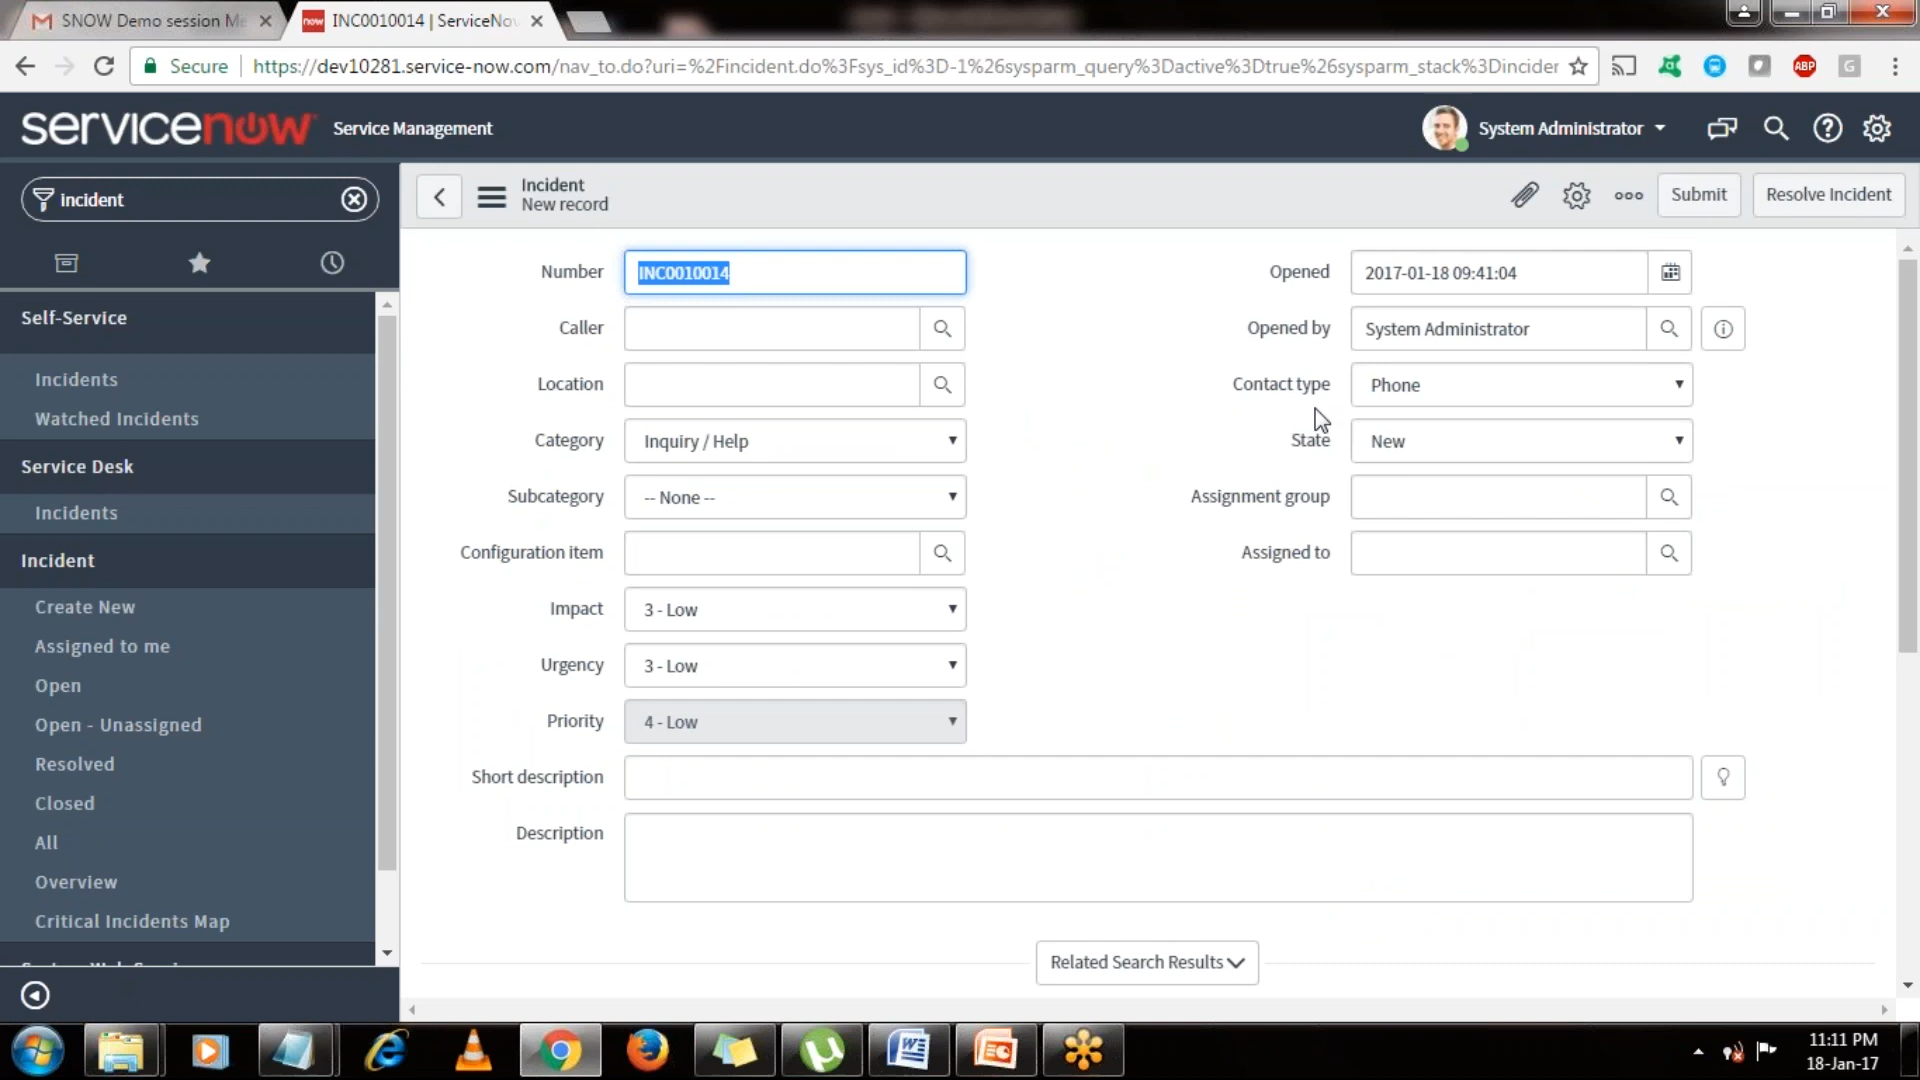 SNOW Demo session Me
INC0010014 | ServiceNow
Secure
https://dev10281.service-now.com/nav_to.do?uri=%2Fincident.do%3Fsys_id%3D-1%26sysparm_query%3Dactive%3Dtrue%26sysparm_stack%3Dincider
ABP
G
servicenow Service Management
System Administrator
incident
Incident
New record
Submit
Resolve Incident
Self-Service
Incidents
Watched Incidents
Service Desk
Incidents
Incident
Create New
Assigned to me
Open
Open - Unassigned
Resolved
Closed
All
Overview
Critical Incidents Map
Number INC0010014
Caller
Location
Category Inquiry / Help
Subcategory -- None --
Configuration item
Impact 3 - Low
Urgency 3 - Low
Priority 4 - Low
Short description
Description
Opened 2017-01-18 09:41:04
Opened by System Administrator
Contact type Phone
State New
Assignment group
Assigned to
Related Search Results
11:11 PM
18-Jan-17